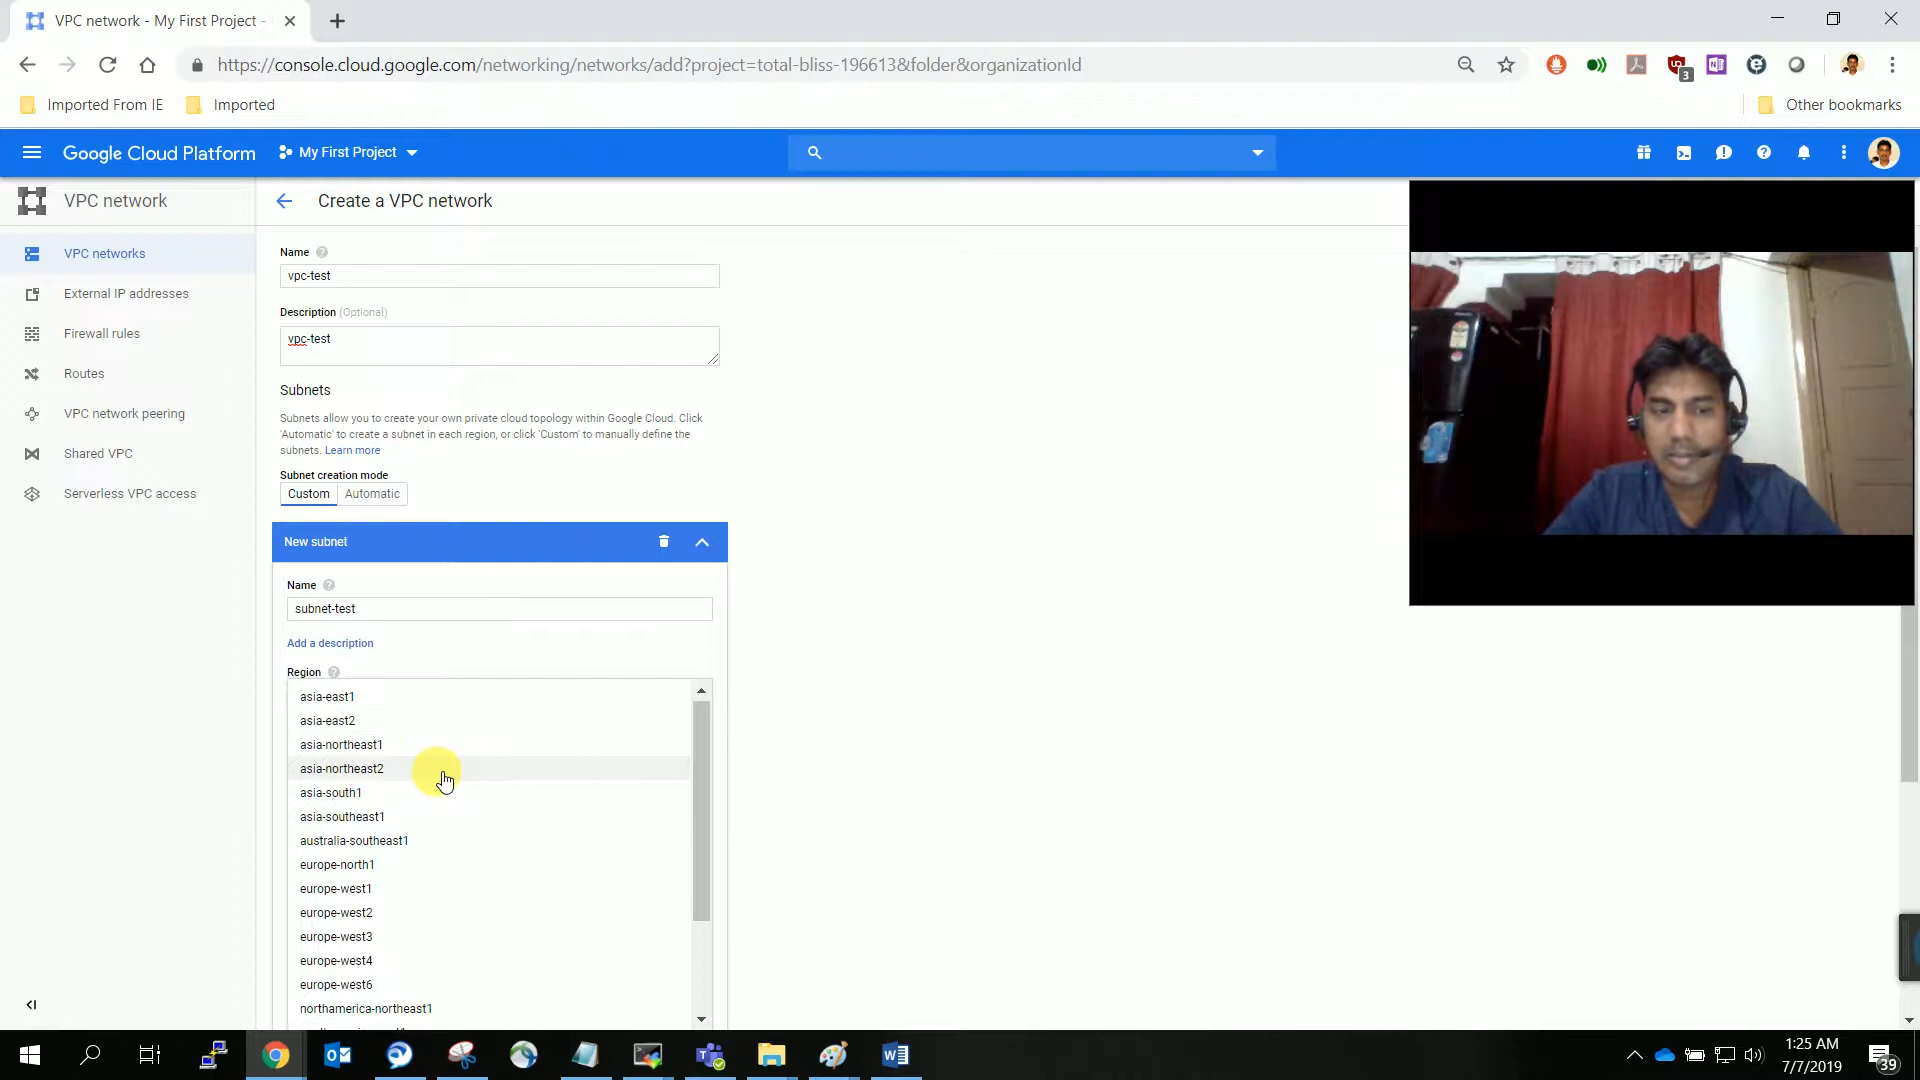 VPC network - My First Project -
https://console.cloud.google.com/networking/networks/add?project=total-bliss-196613&folder&organizationId
3
Imported From IE
Imported
Other bookmarks
Google Cloud Platform
My First Project
VPC network
Create a VPC network
VPC networks
External IP addresses
Firewall rules
Routes
VPC network peering
Shared VPC
Serverless VPC access
Name
vpc-test
Description (Optional)
vpc-test
Subnets
Subnets allow you to create your own private cloud topology within Google Cloud. Click
'Automatic' to create a subnet in each region, or click 'Custom' to manually define the
subnets. Learn more
Subnet creation mode
Custom
Automatic
New subnet
Name
subnet-test
Add a description
Region
asia-east1
asia-east2
asia-northeast1
asia-northeast2
asia-south1
asia-southeast1
australia-southeast1
europe-north1
europe-west1
europe-west2
europe-west3
europe-west4
europe-west6
northamerica-northeast1
1:25 AM
7/7/2019
39